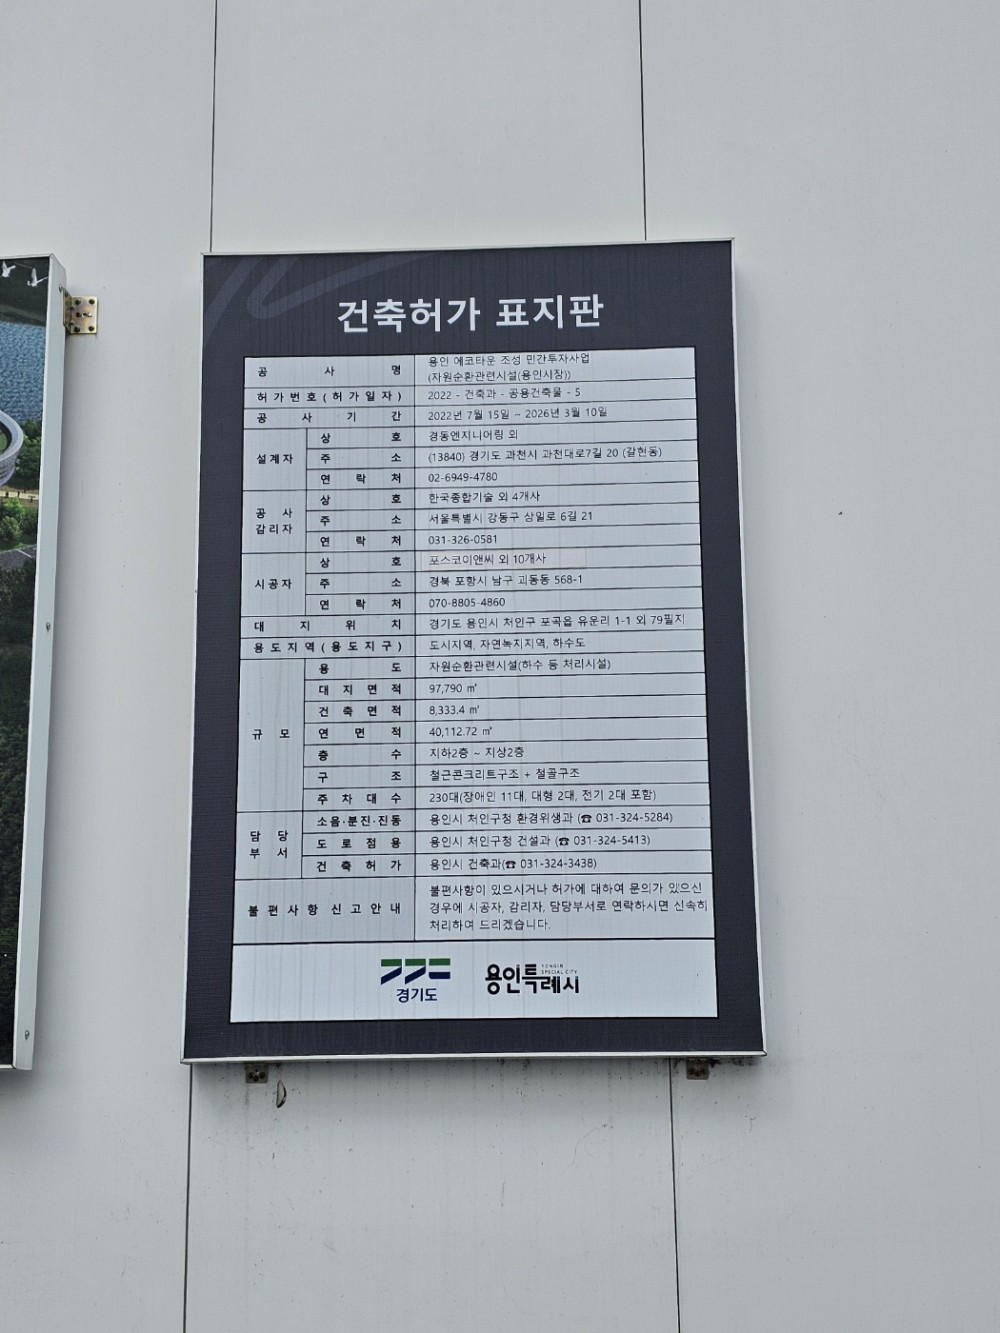 건축허가 표지판
공 사 명 용인 에코타운 조성 민간투자사업
(자원순환관련시설(용인시장))
허가번호(허가일자) 2022 - 건축과 - 공용건축물 - 5
공 사 기 간 2022년 7월 15일 ~ 2026년 3월 10일
설계자 상 호 경동엔지니어링 외
주 소 (13840) 경기도 과천시 과천대로7길 20 (갈현동)
연 락 처 02-6949-4780
공 사 감리자 상 호 한국종합기술 외 4개사
주 소 서울특별시 강동구 상일로 6길 21
연 락 처 031-326-0581
시공자 상 호 포스코이앤씨 외 10개사
주 소 경북 포항시 남구 괴동동 568-1
연 락 처 070-8805-4860
대 지 위 치 경기도 용인시 처인구 포곡읍 유운리 1-1 외 79필지
용도지역(용도지구) 도시지역, 자연녹지지역, 하수도
규 모 용 도 자원순환관련시설(하수 등 처리시설)
대 지 면 적 97,790 ㎡
건 축 면 적 8,333.4 ㎡
연 면 적 40,112.72 ㎡
층 수 지하2층 ~ 지상2층
구 조 철근콘크리트구조 + 철골구조
주 차 대 수 230대(장애인 11대, 대형 2대, 전기 2대 포함)
담 당 부 서 소음·분진·진동 용인시 처인구청 환경위생과 (☎ 031-324-5284)
도 로 점 용 용인시 처인구청 건설과 (☎ 031-324-5413)
건 축 허 가 용인시 건축과(☎ 031-324-3438)
불 편 사 항 신 고 안 내 불편사항이 있으시거나 허가에 대하여 문의가 있으신
경우에 시공자, 감리자, 담당부서로 연락하시면 신속히
처리하여 드리겠습니다.
경기도
YONGIN
SPECIAL CITY
용인특례시